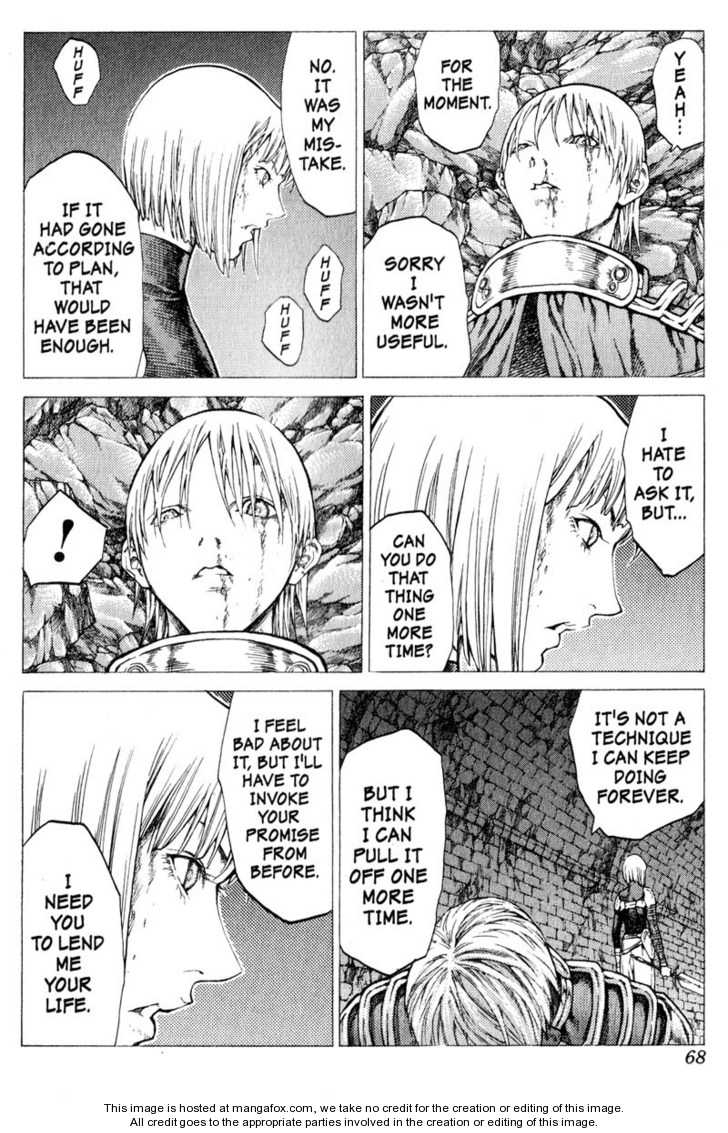 YEAH...
FOR
THE
MOMENT.
SORRY
I
WASN'T
MORE
USEFUL.
NO.
IT
WAS
MY
MIS-
TAKE.
HUFF
IF IT
HAD GONE
ACCORDING
TO PLAN,
THAT
WOULD
HAVE BEEN
ENOUGH.
HUFF
HUFF
I
HATE
TO
ASK IT,
BUT...
CAN
YOU DO
THAT
THING
ONE
MORE
TIME?
!
IT'S NOT A
TECHNIQUE
I CAN KEEP
DOING
FOREVER.
BUT I
THINK
I CAN
PULL IT
OFF ONE
MORE
TIME.
I FEEL
BAD ABOUT
IT, BUT I'LL
HAVE TO
INVOKE
YOUR
PROMISE
FROM
BEFORE.
I
NEED
YOU
TO LEND
ME
YOUR
LIFE.
68
This image is hosted at mangafox.com, we take no credit for the creation or editing of this image.
All credit goes to the appropriate parties involved in the creation or editing of this image.